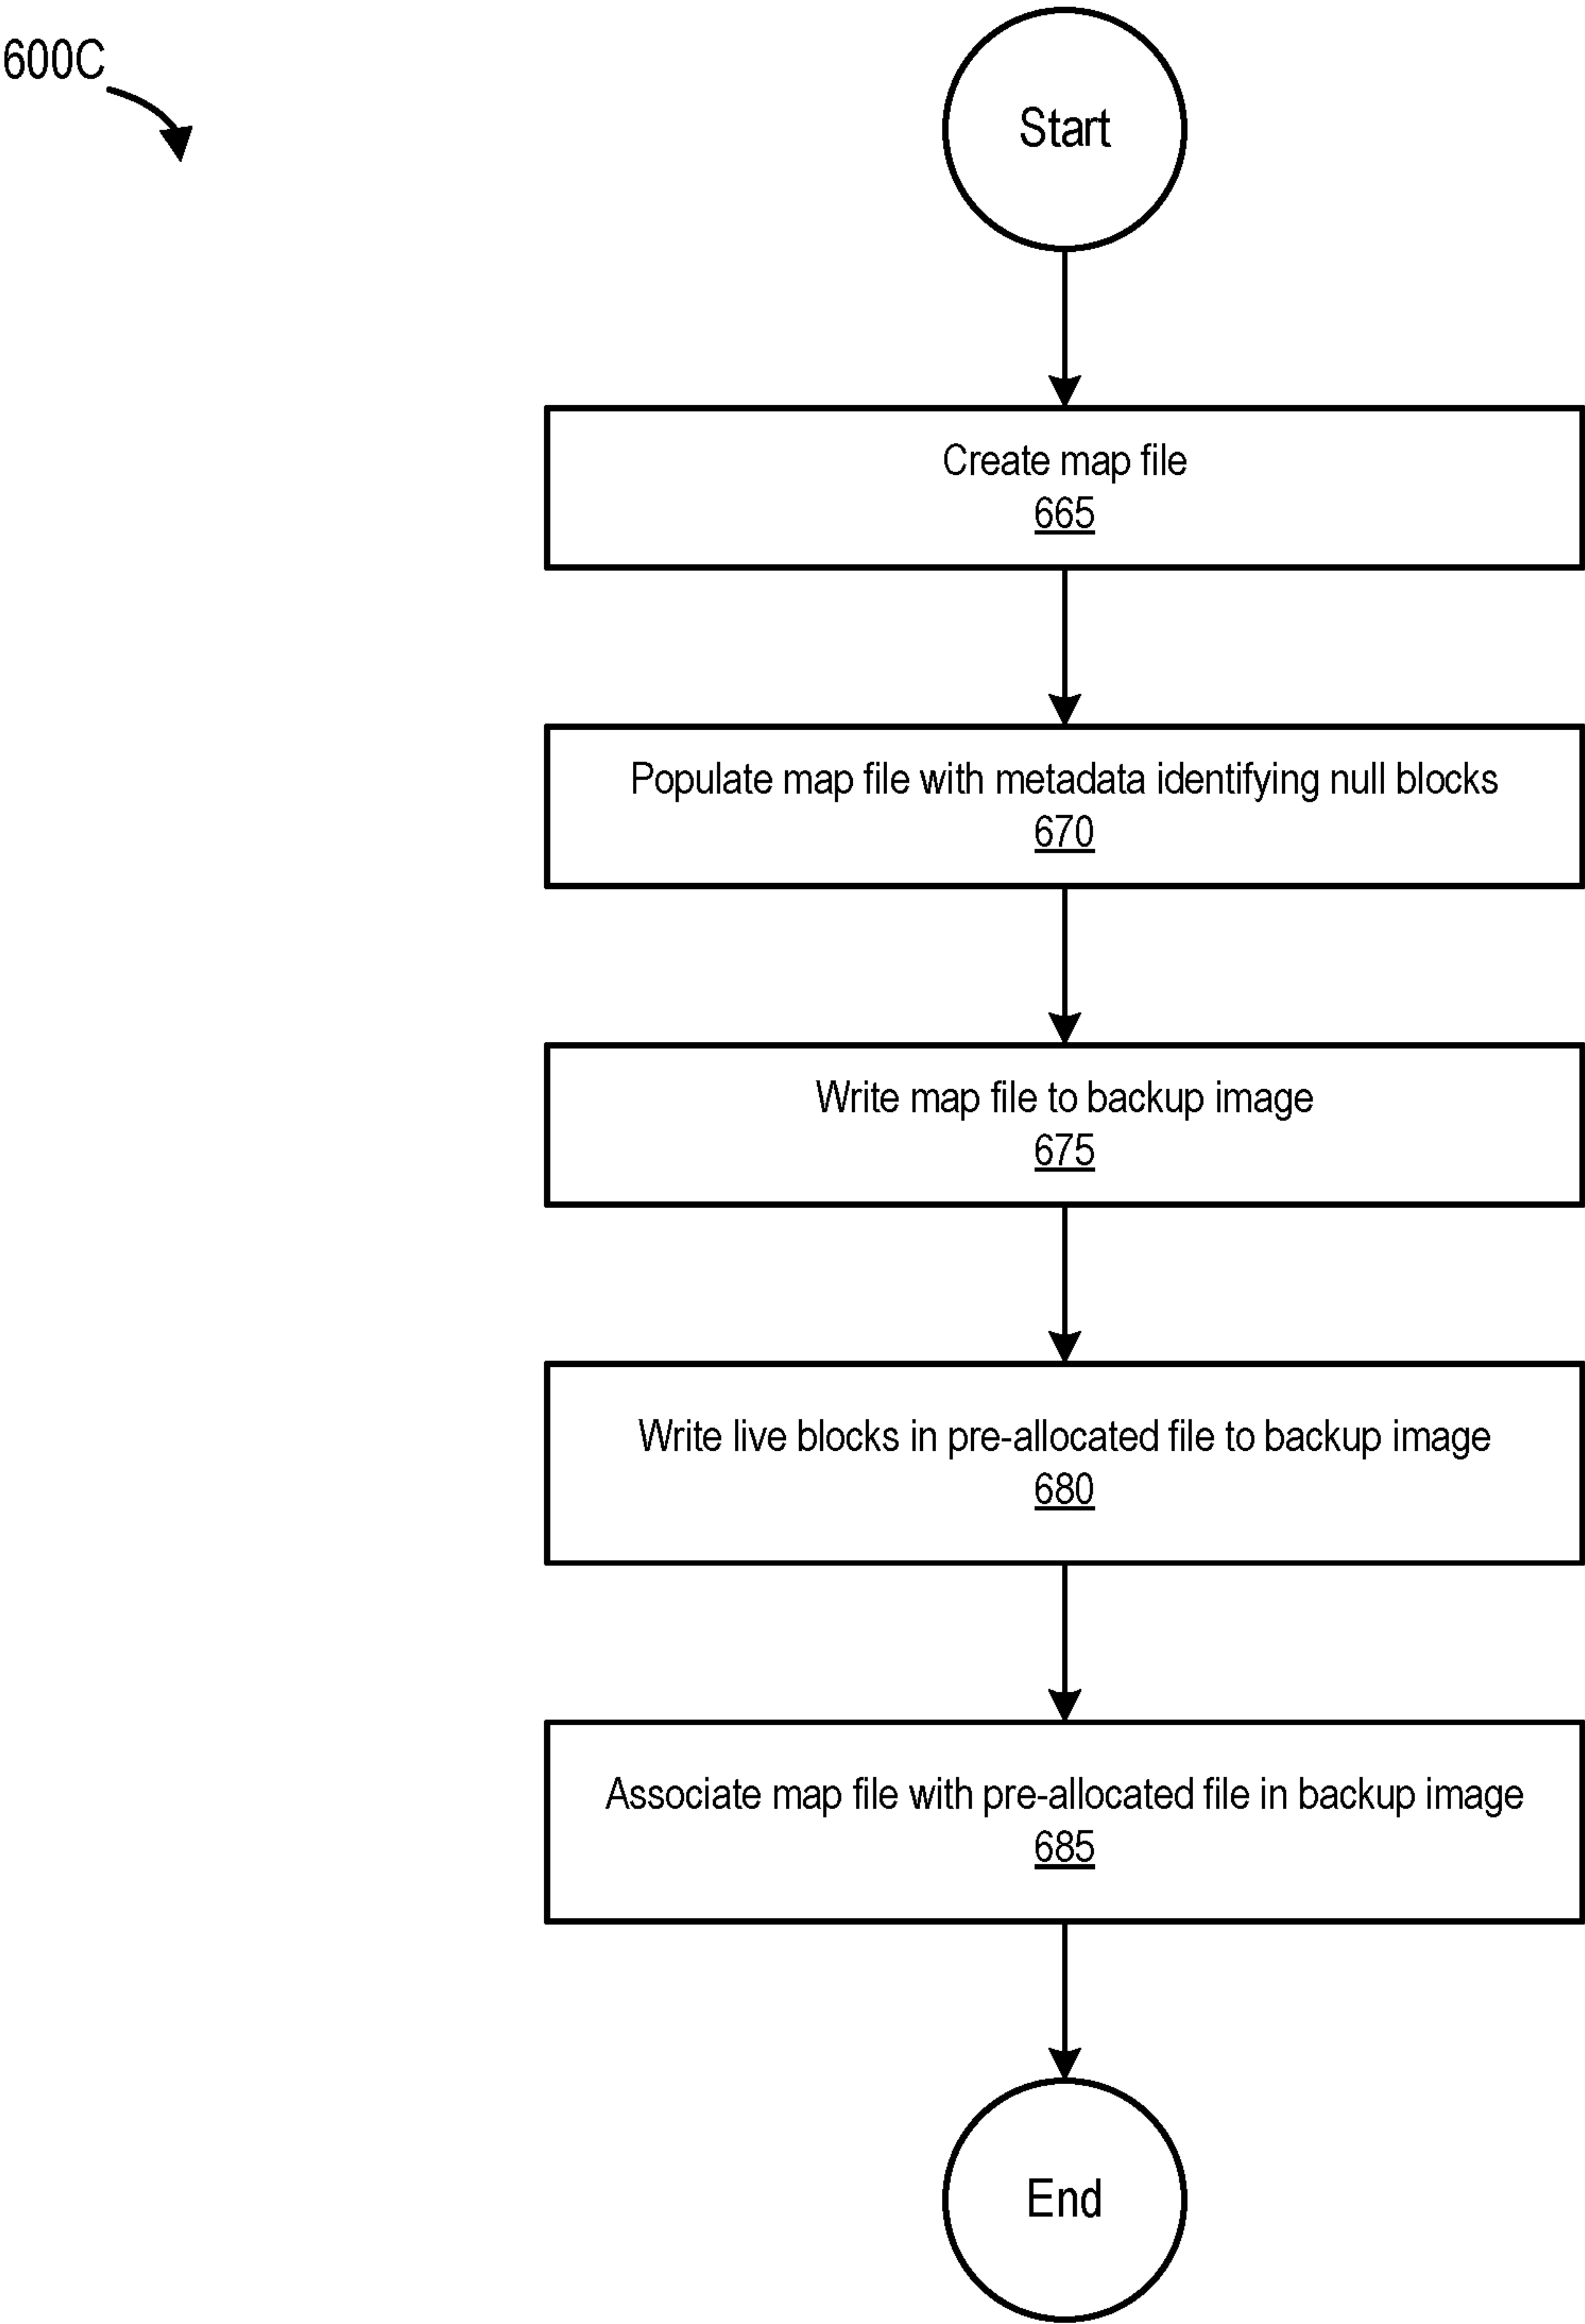 600C
Start
Create map file
665
Populate map file with metadata identifying null blocks
670
Write map file to backup image
675
Write live blocks in pre-allocated file to backup image
680
Associate map file with pre-allocated file in backup image
685
End